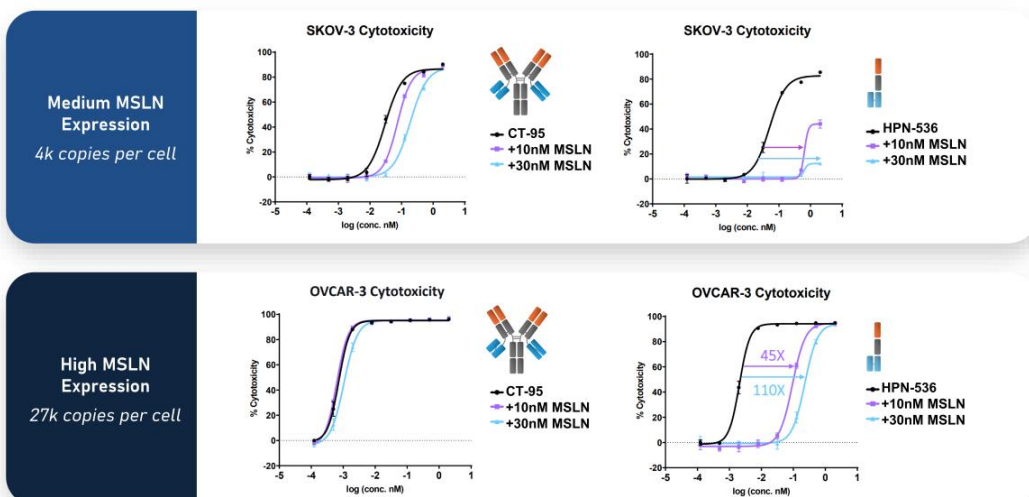 Medium MSLN
Expression
4k copies per cell
SKOV-3 Cytotoxicity
% Cytotoxicity
100
80
60
40
20
0
-20
-5 -4 -3 -2 -1 0 1
log (conc. nM)
CT-95
+10nM MSLN
+30nM MSLN
SKOV-3 Cytotoxicity
% Cytotoxicity
100
80
60
40
20
0
-20
-5 -4 -3 -2 -1 0 1
log (conc. nM)
HPN-536
+10nM MSLN
+30nM MSLN
High MSLN
Expression
27k copies per cell
OVCAR-3 Cytotoxicity
% Cytotoxicity
100
80
60
40
20
0
-20
-5 -4 -3 -2 -1 0 1
log (conc. nM)
CT-95
+10nM MSLN
+30nM MSLN
OVCAR-3 Cytotoxicity
% Cytotoxicity
100
80
60
40
20
0
-20
45X
110X
-5 -4 -3 -2 -1 0 1
log (conc. nM)
HPN-536
+10nM MSLN
+30nM MSLN